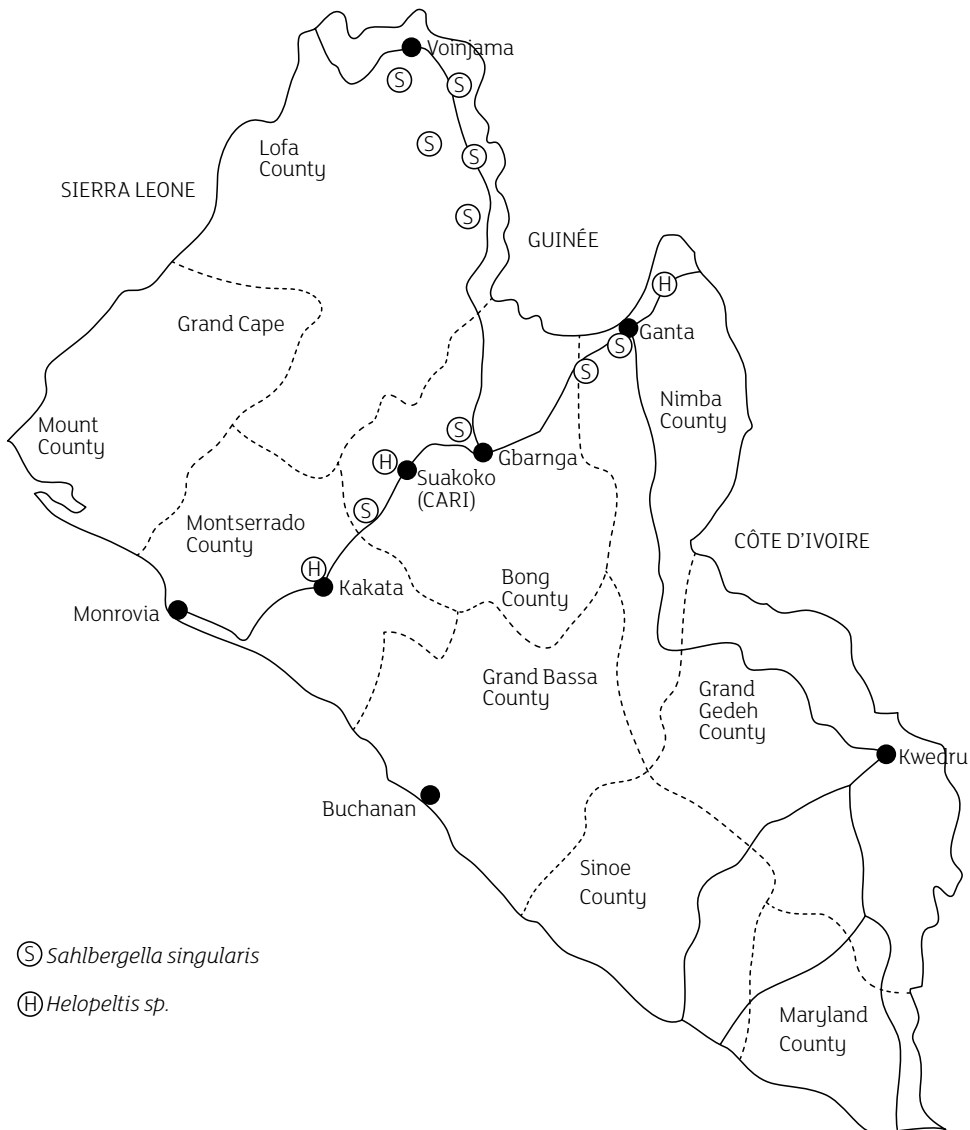 Voinjama
S
S
Lofa
County
S
S
SIERRA LEONE
S
GUINÉE
H
Grand Cape
Ganta
S
S
Nimba
County
Mount
County
S
Gbarnga
H
Suakoko
(CARI)
S
Montserrado
County
CÔTE D'IVOIRE
H
Kakata
Bong
County
Monrovia
Grand Bassa
County
Grand
Gedeh
County
Kwedru
Buchanan
Sinoe
County
S Sahlbergella singularis
H Helopeltis sp.
Maryland
County